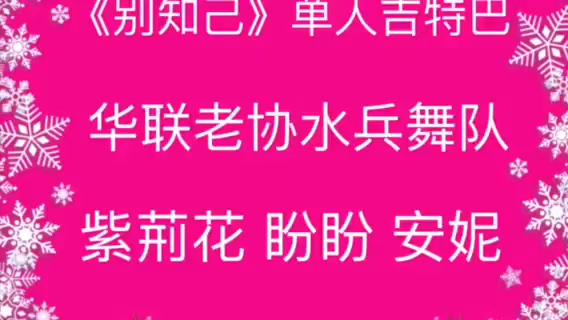 《别知己》单人吉特巴
华联老协水兵舞队
紫荊花 盼盼 安妮